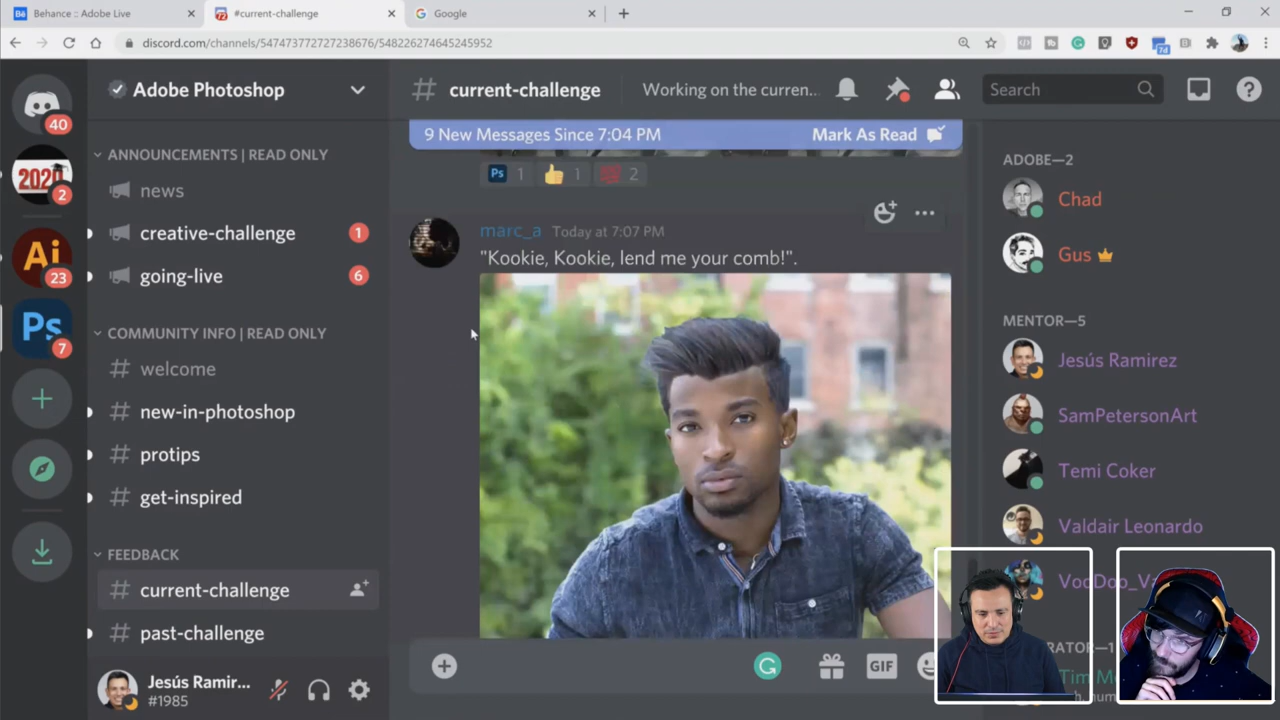 Behance :: Adobe Live
#current-challenge
Google
discord.com/channels/547473772727238676/548226274645245952
7d
40
2020
2
Ai
23
Ps
7
Adobe Photoshop
ANNOUNCEMENTS | READ ONLY
news
creative-challenge
1
going-live
6
COMMUNITY INFO | READ ONLY
welcome
new-in-photoshop
protips
get-inspired
FEEDBACK
current-challenge
past-challenge
Jesús Ramir...
#1985
current-challenge
Working on the curren...
Search
9 New Messages Since 7:04 PM
Mark As Read
Ps 1
1
2
marc_a Today at 7:07 PM
"Kookie, Kookie, lend me your comb!".
GIF
ADOBE—2
Chad
Gus
MENTOR—5
Jesús Ramirez
SamPetersonArt
Temi Coker
Valdair Leonardo